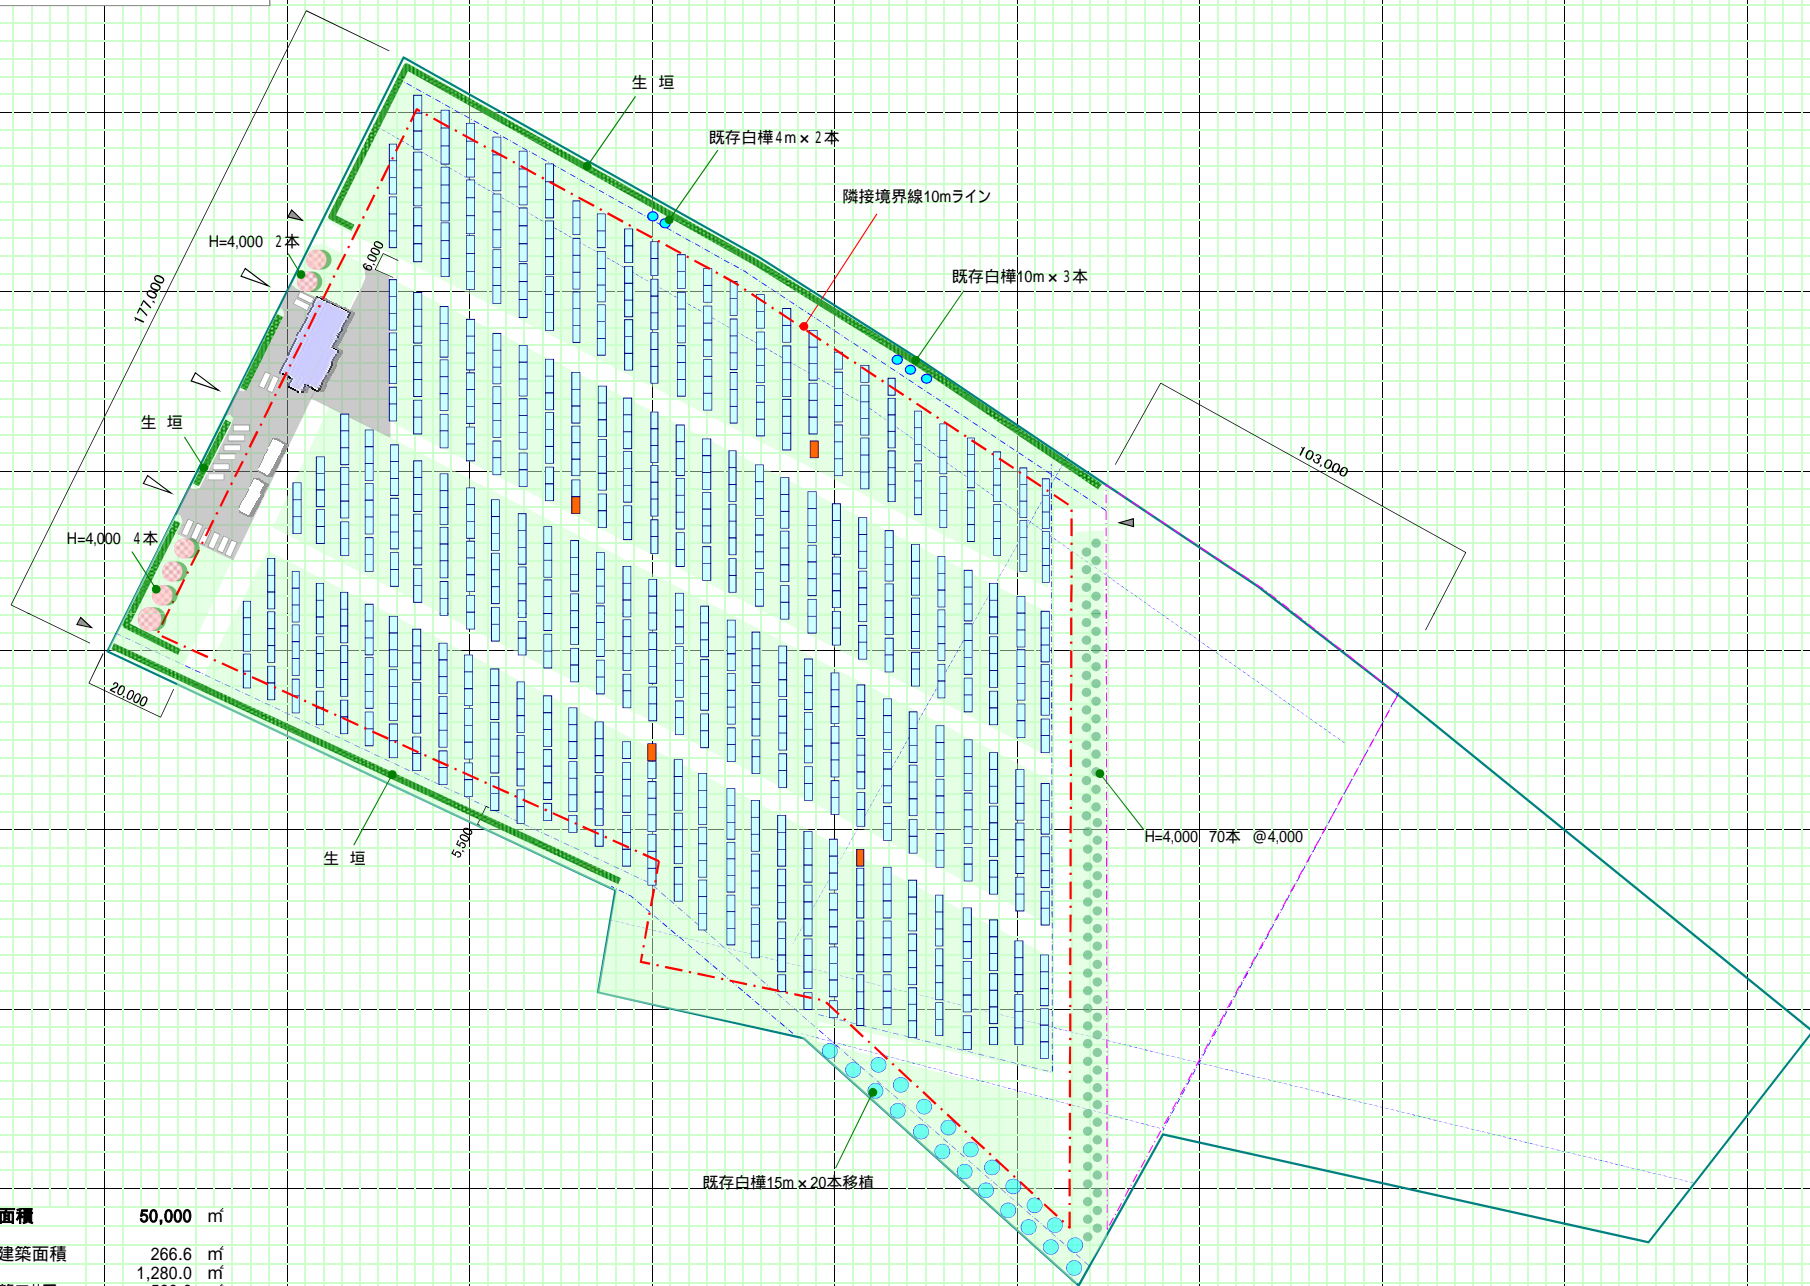 生 垣
既存白樺4m×2本
隣接境界線10mライン
H=4,000 2本
6,000
既存白樺10m×3本
177,000
生 垣
103,000
H=4,000 4本
20,000
H=4,000 70本 @4,000
5,500
生 垣
既存白樺15m×20本移植
面積 50,000 ㎡
建築面積 266.6 ㎡
1,280.0 ㎡